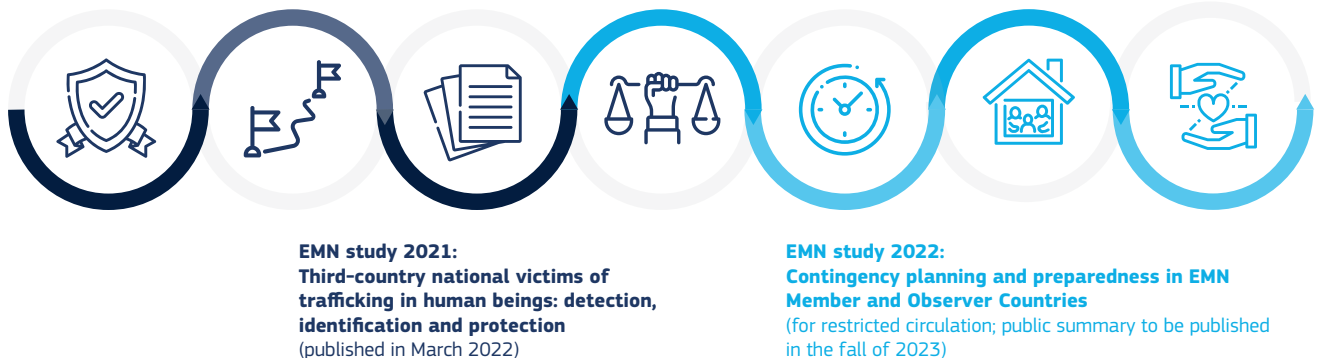 EMN study 2021:
Third-country national victims of
trafficking in human beings: detection,
identification and protection
(published in March 2022)
EMN study 2022:
Contingency planning and preparedness in EMN
Member and Observer Countries
(for restricted circulation; public summary to be published
in the fall of 2023)